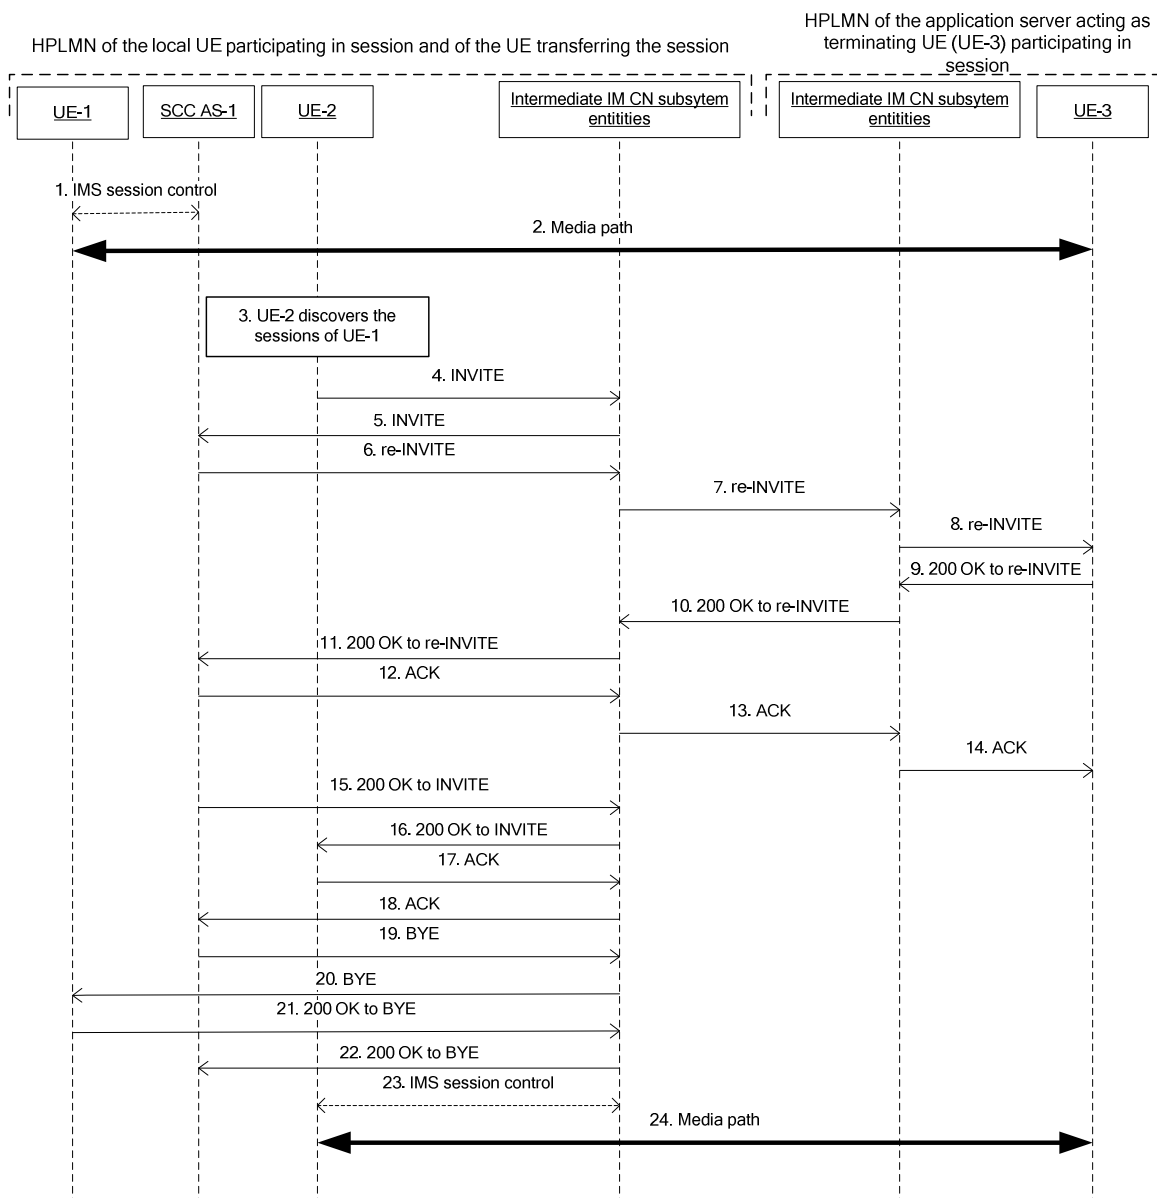 HPLMN of the local UE participating in session and of the UE transferring the session
HPLMN of the application server acting as
terminating UE (UE-3) participating in
session
UE-1
SCC AS-1
UE-2
Intermediate IM CN subsytem
entitities
Intermediate IM CN subsytem
entitities
UE-3
1. IMS session control
2. Media path
3. UE-2 discovers the
sessions of UE-1
4. INVITE
5. INVITE
6. re-INVITE
7. re-INVITE
8. re-INVITE
9. 200 OK to re-INVITE
10. 200 OK to re-INVITE
11. 200 OK to re-INVITE
12. ACK
13. ACK
14. ACK
15. 200 OK to INVITE
16. 200 OK to INVITE
17. ACK
18. ACK
19. BYE
20. BYE
21. 200 OK to BYE
22. 200 OK to BYE
23. IMS session control
24. Media path